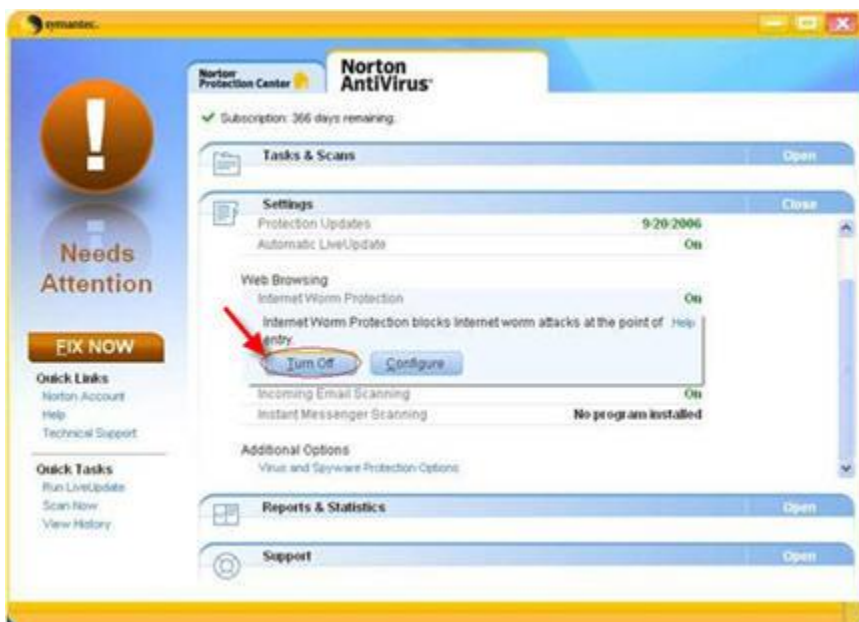 symantec.
Norton
Protection Center
Norton
AntiVirus
Subscription: 366 days remaining.
Tasks & Scans Open
Settings Close
Protection Updates 9/20/2006
Automatic LiveUpdate On
Web Browsing
Internet Worm Protection On
Internet Worm Protection blocks Internet worm attacks at the point of Help
entry.
Turn Off Configure
Incoming Email Scanning On
Instant Messenger Scanning No program installed
Additional Options
Virus and Spyware Protection Options
Reports & Statistics Open
Support Open
!
Needs
Attention
FIX NOW
Quick Links
Norton Account
Help
Technical Support
Quick Tasks
Run LiveUpdate
Scan Now
View History